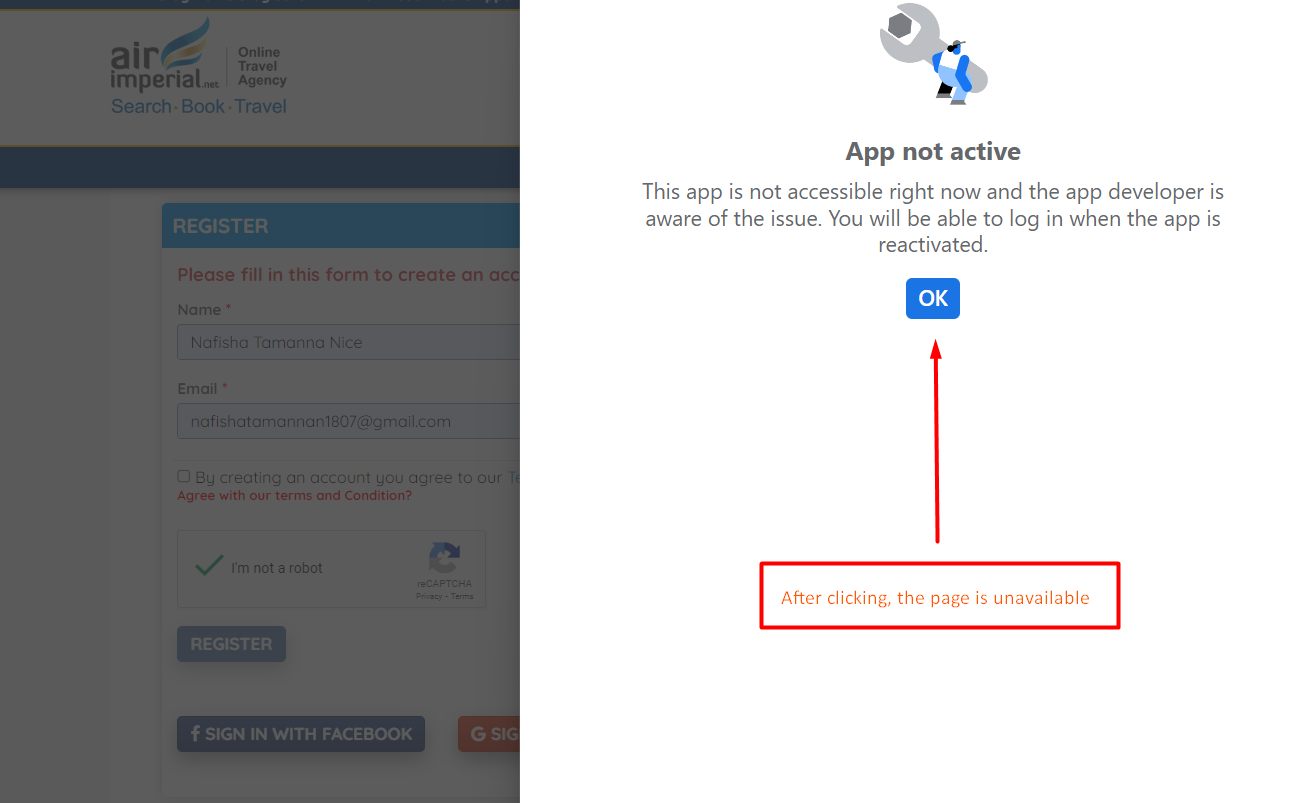 air
imperial.net
Online
Travel
Agency
Search·Book·Travel
REGISTER
Please fill in this form to create an acc
Name *
Nafisha Tamanna Nice
Email *
nafishatamannan1807@gmail.com
By creating an account you agree to our Te
Agree with our terms and Condition?
I'm not a robot
reCAPTCHA
Privacy - Terms
REGISTER
f SIGN IN WITH FACEBOOK
G SIG
App not active
This app is not accessible right now and the app developer is
aware of the issue. You will be able to log in when the app is
reactivated.
OK
After clicking, the page is unavailable